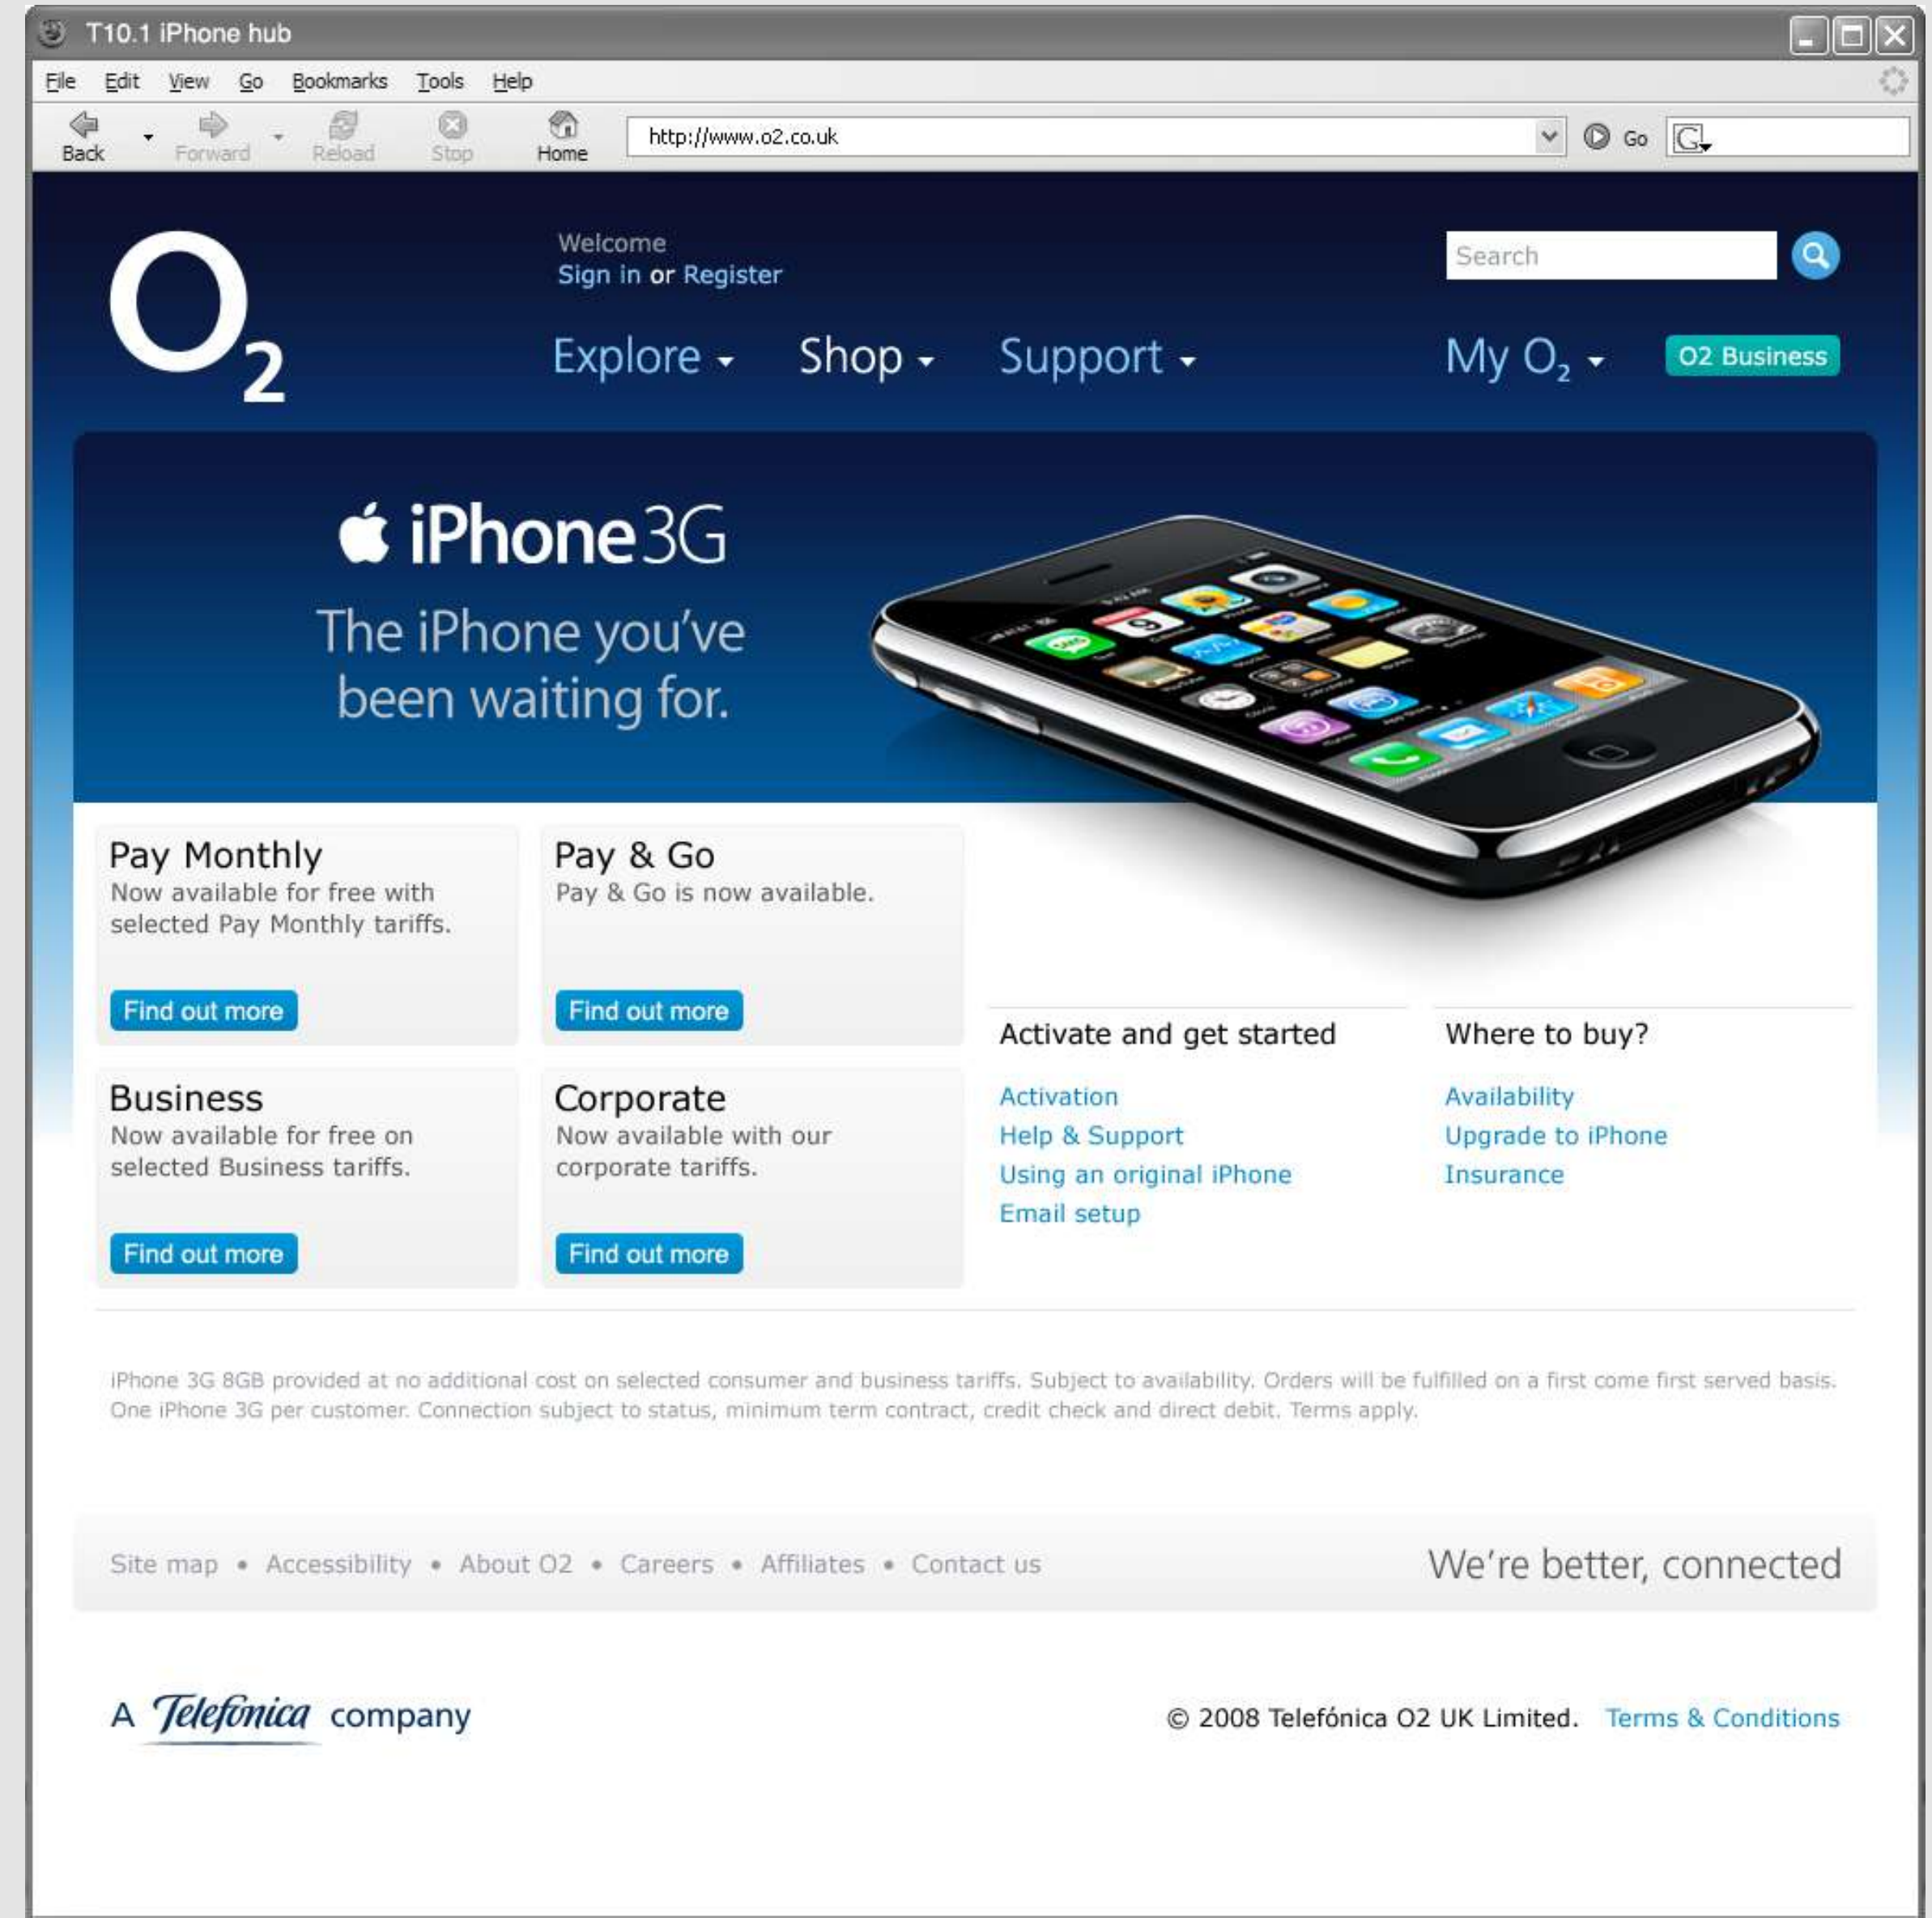 T10.1 iPhone hub
File Edit View Go Bookmarks Tools Help
Back Forward Reload Stop Home
http://www.o2.co.uk
Go
G
O2
Welcome
Sign in or Register
Search
Explore Shop Support My O2 O2 Business
iPhone 3G
The iPhone you've
been waiting for.
Pay Monthly
Now available for free with
selected Pay Monthly tariffs.
Find out more
Pay & Go
Pay & Go is now available.
Find out more
Business
Now available for free on
selected Business tariffs.
Find out more
Corporate
Now available with our
corporate tariffs.
Find out more
Activate and get started
Activation
Help & Support
Using an original iPhone
Email setup
Where to buy?
Availability
Upgrade to iPhone
Insurance
iPhone 3G 8GB provided at no additional cost on selected consumer and business tariffs. Subject to availability. Orders will be fulfilled on a first come first served basis.
One iPhone 3G per customer. Connection subject to status, minimum term contract, credit check and direct debit. Terms apply.
Site map • Accessibility • About O2 • Careers • Affiliates • Contact us
We're better, connected
A Telefónica company
© 2008 Telefónica O2 UK Limited. Terms & Conditions